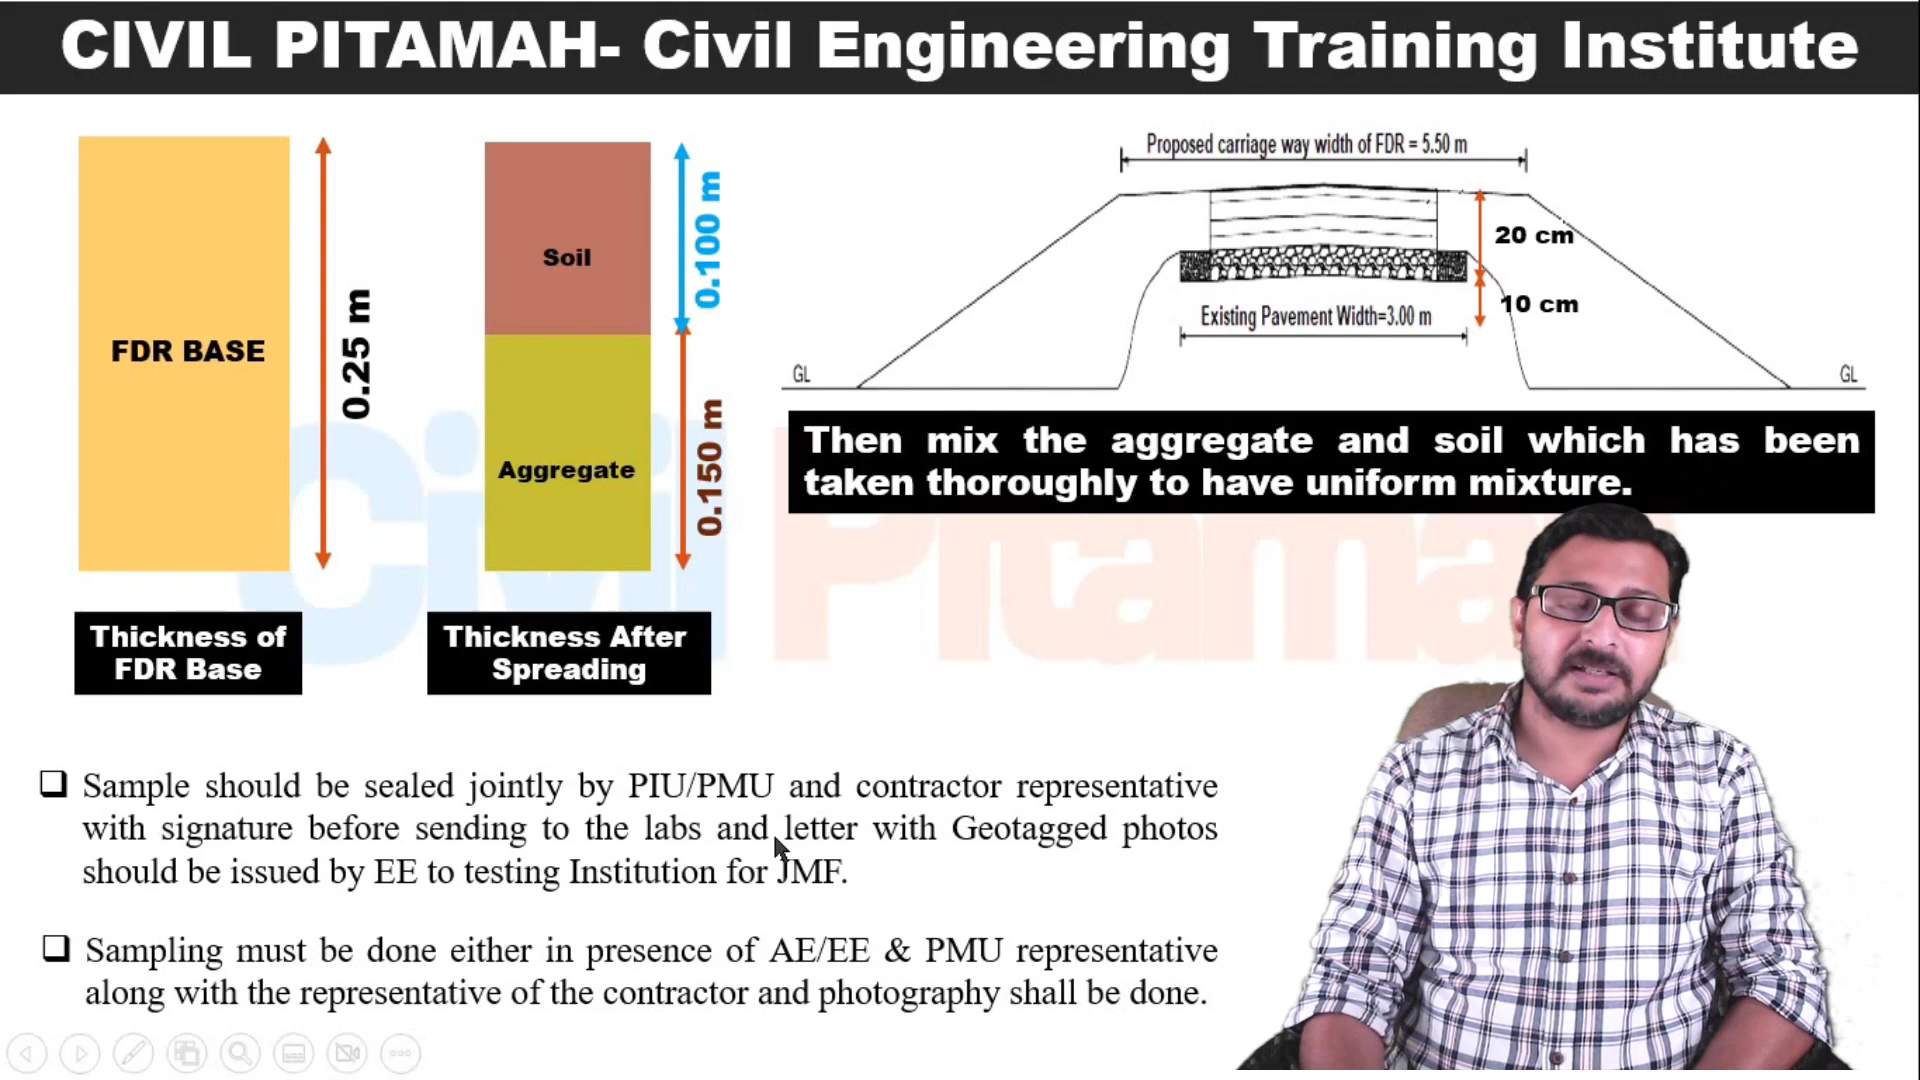 CIVIL PITAMAH- Civil Engineering Training Institute
FDR BASE
0.25 m
Thickness of
FDR Base
Soil
Aggregate
0.100 m
0.150 m
Thickness After
Spreading
Proposed carriage way width of FDR = 5.50 m
20 cm
10 cm
Existing Pavement Width=3.00 m
GL
GL
Then mix the aggregate and soil which has been
taken thoroughly to have uniform mixture.
Civil Pitamah
❑ Sample should be sealed jointly by PIU/PMU and contractor representative
with signature before sending to the labs and letter with Geotagged photos
should be issued by EE to testing Institution for JMF.
❑ Sampling must be done either in presence of AE/EE & PMU representative
along with the representative of the contractor and photography shall be done.